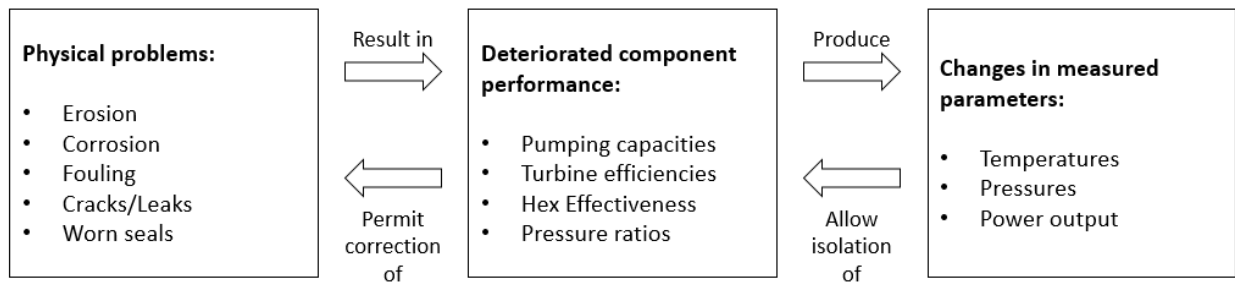 Physical problems:
• Erosion
• Corrosion
• Fouling
• Cracks/Leaks
• Worn seals
Result in
Permit
correction
of
Deteriorated component
performance:
• Pumping capacities
• Turbine efficiencies
• Hex Effectiveness
• Pressure ratios
Produce
Allow
isolation
of
Changes in measured
parameters:
• Temperatures
• Pressures
• Power output